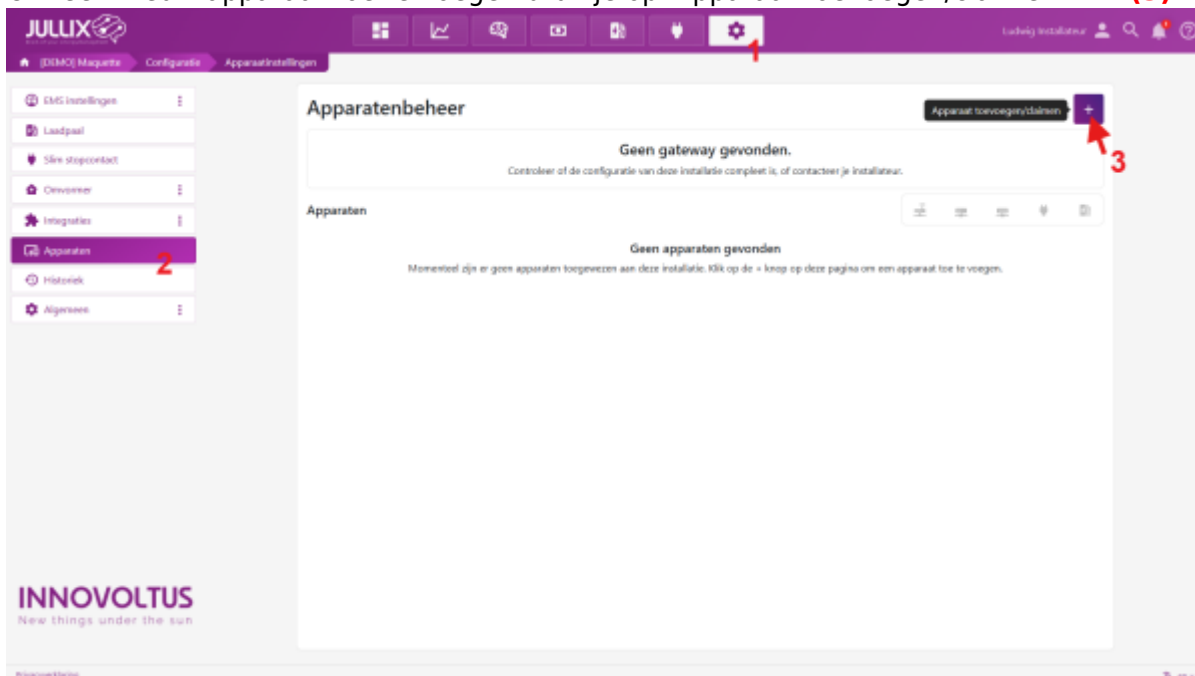 JULLIX
Ludwig Installateur
[DEMO] Maquette
Configuratie
Apparaatinstellingen
1
EMS instellingen
Laadpaal
Slim stopcontact
Omvormer
Integraties
Apparaten
2
Historiek
Algemeen
Apparatenbeheer
Apparaat toevoegen/claimen
+
3
Geen gateway gevonden.
Controleer of de configuratie van deze installatie compleet is, of contacteer je installateur.
Apparaten
Geen apparaten gevonden
Momenteel zijn er geen apparaten toegewezen aan deze installatie. Klik op de + knop op deze pagina om een apparaat toe te voegen.
INNOVOLTUS
New things under the sun